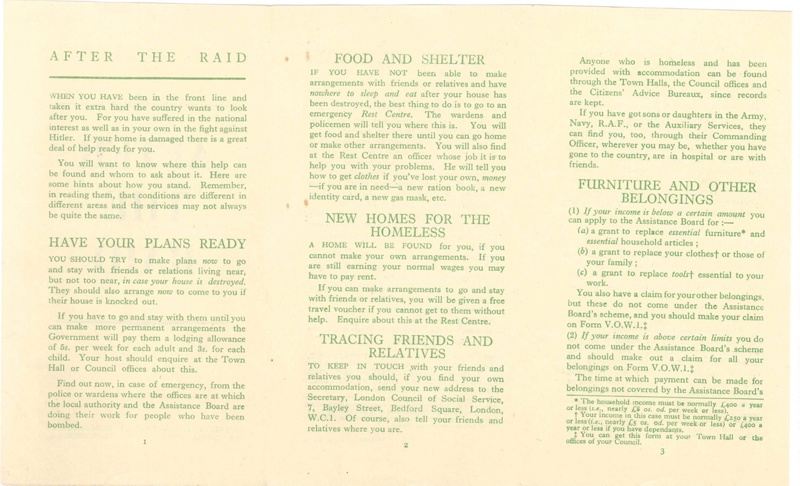 AFTER THE RAID
WHEN YOU HAVE been in the front line and
taken it extra hard the country wants to look
after you. For you have suffered in the national
interest as well as in your own in the fight against
Hitler. If your home is damaged there is a great
deal of help ready for you.
You will want to know where this help can
be found and whom to ask about it. Here are
some hints about how you stand. Remember,
in reading them, that conditions are different in
different areas and the services may not always
be quite the same.
HAVE YOUR PLANS READY
YOU SHOULD TRY to make plans now to go
and stay with friends or relations living near,
but not too near, in case your house is destroyed.
They should also arrange now to come to you if
their house is knocked out.
If you have to go and stay with them until you
can make more permanent arrangements the
Government will pay them a lodging allowance
of 5s. per week for each adult and 3s. for each
child. Your host should enquire at the Town
Hall or Council offices about this.
Find out now, in case of emergency, from the
police or wardens where the offices are at which
the local authority and the Assistance Board are
doing their work for people who have been
bombed.
1
FOOD AND SHELTER
IF YOU HAVE NOT been able to make
arrangements with friends or relatives and have
nowhere to sleep and eat after your house has
been destroyed, the best thing to do is to go to an
emergency Rest Centre. The wardens and
policemen will tell you where this is. You will
get food and shelter there until you can go home
or make other arrangements. You will also find
at the Rest Centre an officer whose job it is to
help you with your problems. He will tell you
how to get clothes if you've lost your own, money
—if you are in need—a new ration book, a new
identity card, a new gas mask, etc.
NEW HOMES FOR THE
HOMELESS
A HOME WILL BE FOUND for you, if you
cannot make your own arrangements. If you
are still earning your normal wages you may
have to pay rent.
If you can make arrangements to go and stay
with friends or relatives, you will be given a free
travel voucher if you cannot get to them without
help. Enquire about this at the Rest Centre.
TRACING FRIENDS AND
RELATIVES
TO KEEP IN TOUCH with your friends and
relatives you should, if you find your own
accommodation, send your new address to the
Secretary, London Council of Social Service,
7, Bayley Street, Bedford Square, London,
W.C.1. Of course, also tell your friends and
relatives where you are.
2
Anyone who is homeless and has been
provided with accommodation can be found
through the Town Halls, the Council offices and
the Citizens' Advice Bureaux, since records
are kept.
If you have got sons or daughters in the Army,
Navy, R.A.F., or the Auxiliary Services, they
can find you, too, through their Commanding
Officer, wherever you may be, whether you have
gone to the country, are in hospital or are with
friends.
FURNITURE AND OTHER
BELONGINGS
(1) If your income is below a certain amount you
can apply to the Assistance Board for :—
(a) a grant to replace essential furniture* and
essential household articles ;
(b) a grant to replace your clothes† or those of
your family ;
(c) a grant to replace tools† essential to your
work.
You also have a claim for your other belongings,
but these do not come under the Assistance
Board's scheme, and you should make your claim
on Form V.O.W.1.‡
(2) If your income is above certain limits you do
not come under the Assistance Board's scheme
and should make out a claim for all your
belongings on Form V.O.W.1.‡
The time at which payment can be made for
belongings not covered by the Assistance Board's
* The household income must be normally £400 a year
or less (i.e., nearly £8 0s. 0d. per week or less).
† Your income in this case must be normally £250 a year
or less (i.e., nearly £5 0s. 0d. per week or less) or £400 a
year or less if you have dependants.
‡ You can get this form at your Town Hall or the
offices of your Council.
3